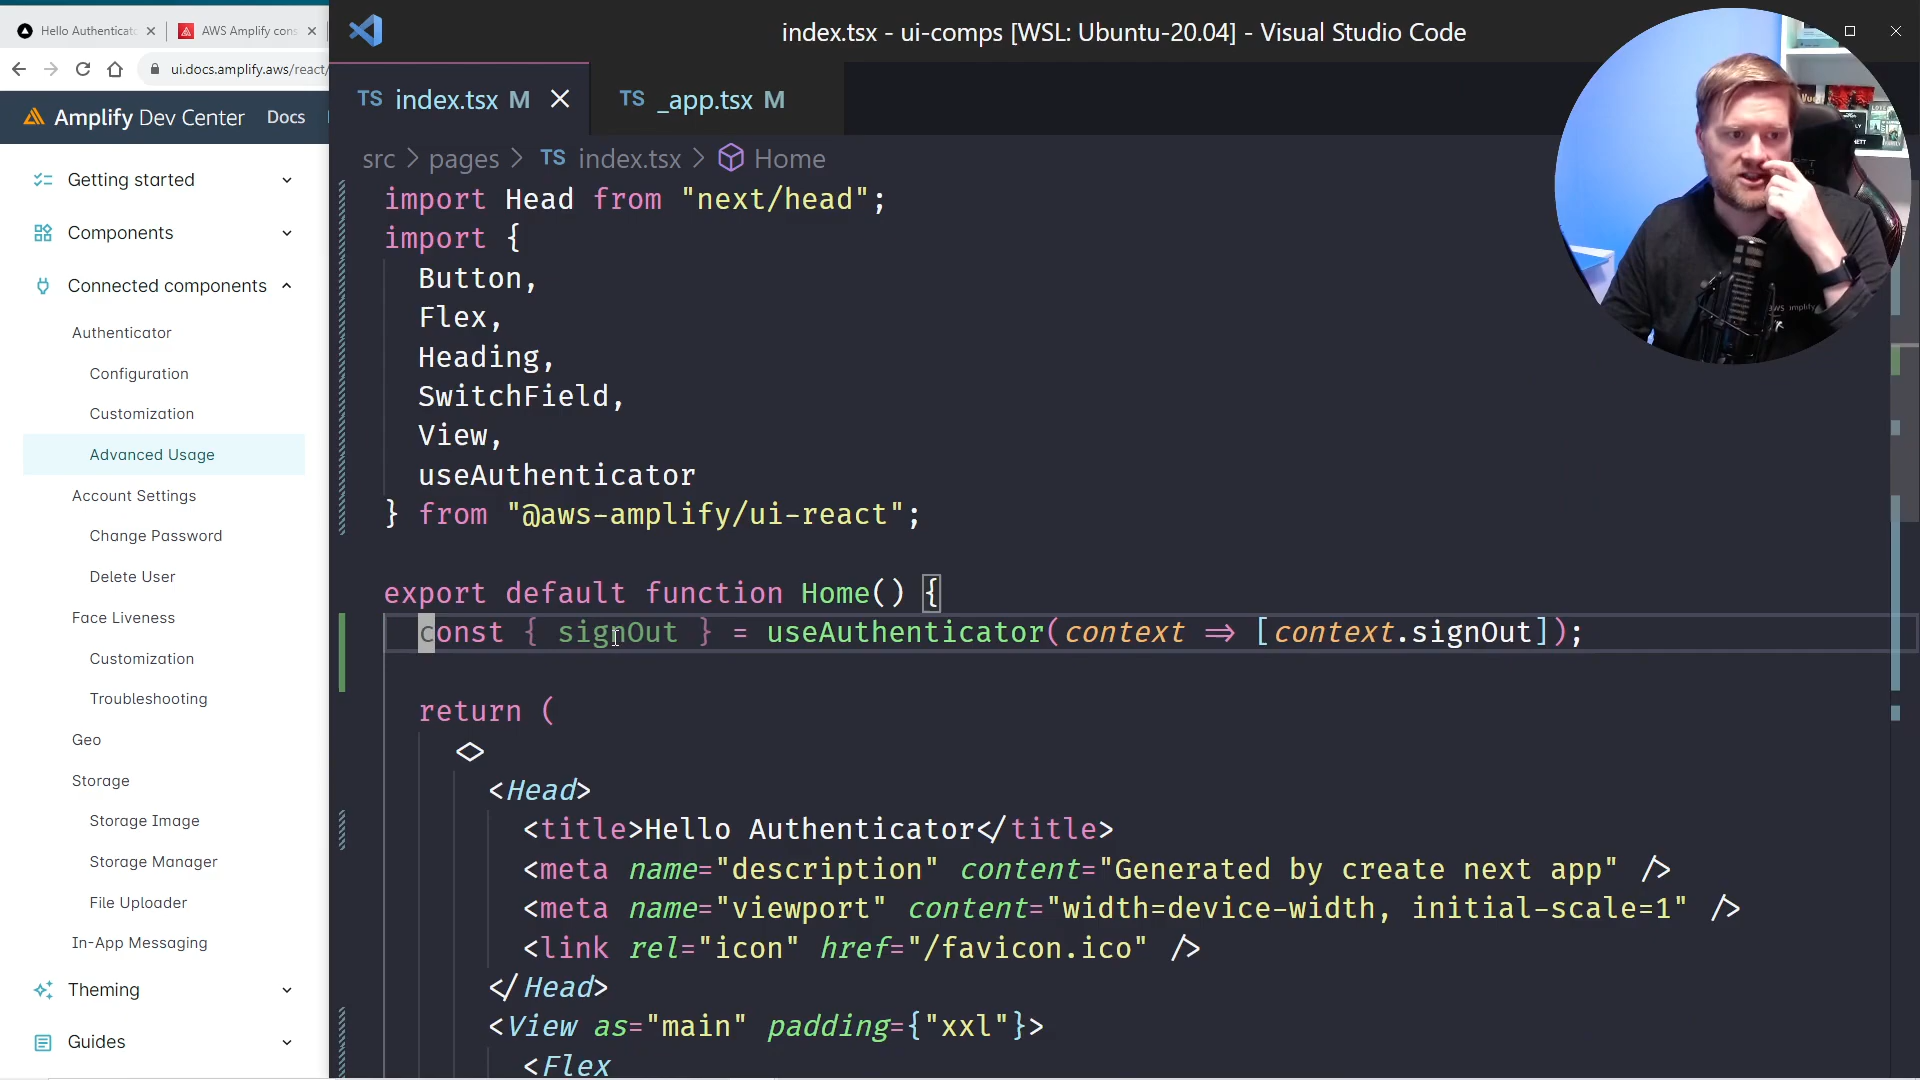 Hello Authenticato
AWS Amplify cons
ui.docs.amplify.aws/react/
Amplify Dev Center Docs
Getting started
Components
Connected components
Authenticator
Configuration
Customization
Advanced Usage
Account Settings
Change Password
Delete User
Face Liveness
Customization
Troubleshooting
Geo
Storage
Storage Image
Storage Manager
File Uploader
In-App Messaging
Theming
Guides
index.tsx - ui-comps [WSL: Ubuntu-20.04] - Visual Studio Code
TS index.tsx M
TS _app.tsx M
src > pages > TS index.tsx > Home
import Head from "next/head";
import {
Button,
Flex,
Heading,
SwitchField,
View,
useAuthenticator
} from "@aws-amplify/ui-react";
export default function Home() {
const { signOut } = useAuthenticator(context => [context.signOut]);
return (
<>
<Head>
<title>Hello Authenticator</title>
<meta name="description" content="Generated by create next app" />
<meta name="viewport" content="width=device-width, initial-scale=1" />
<link rel="icon" href="/favicon.ico" />
</Head>
<View as="main" padding={"xxl"}>
<Flex
aws amplify